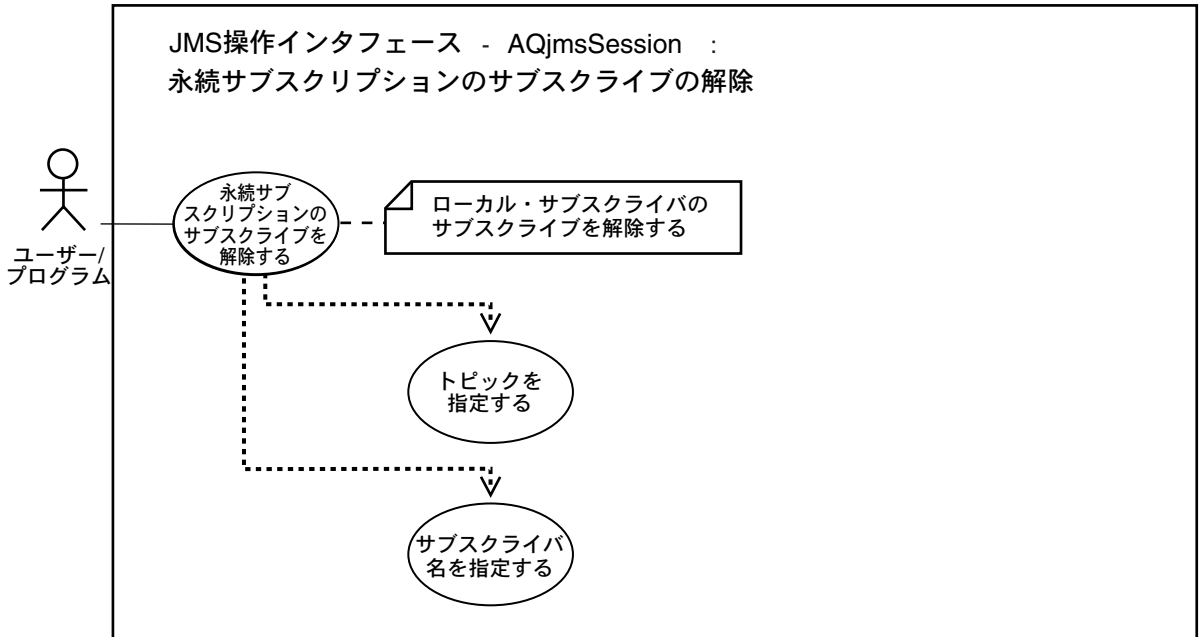 JMS操作インタフェース - AQjmsSession :
永続サブスクリプションのサブスクライブの解除
ユーザー/
プログラム
永続サブ
スクリプションの
サブスクライブを
解除する
ローカル・サブスクライバの
サブスクライブを解除する
トピックを
指定する
サブスクライバ
名を指定する